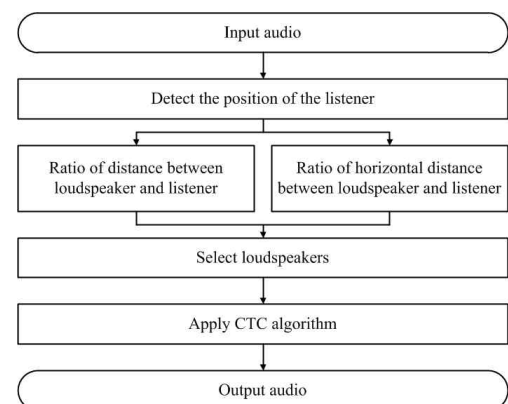 Input audio
Detect the position of the listener
Ratio of distance between
loudspeaker and listener
Ratio of horizontal distance
between loudspeaker and listener
Select loudspeakers
Apply CTC algorithm
Output audio